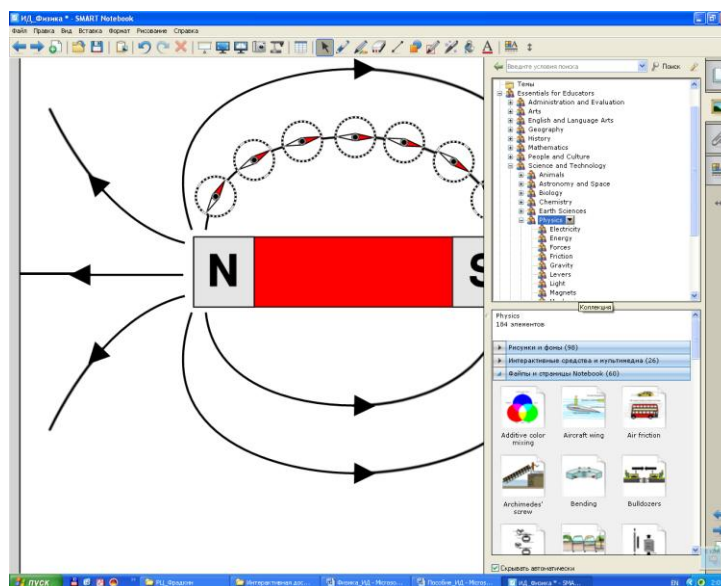 ИД_Физика * - SMART Notebook
Файл Правка Вид Вставка Формат Рисование Справка
Введите условия поиска
Поиск
Темы
Essentials for Educators
Administration and Evaluation
Arts
English and Language Arts
Geography
History
Mathematics
People and Culture
Science and Technology
Animals
Astronomy and Space
Biology
Chemistry
Earth Sciences
Physics
Electricity
Energy
Forces
Friction
Gravity
Levers
Light
Magnets
Коллекция
N
S
Physics
184 элементов
Рисунки и фоны (98)
Интерактивные средства и мультимедиа (26)
Файлы и страницы Notebook (60)
Additive color mixing
Aircraft wing
Air friction
Archimedes' screw
Bending
Bulldozers
Скрывать автоматически
пуск
Интерактивная дос...
Физика_ИД - Microso...
Пособие_ИД - Micros...
ИД_Физика * - SMA...
EN